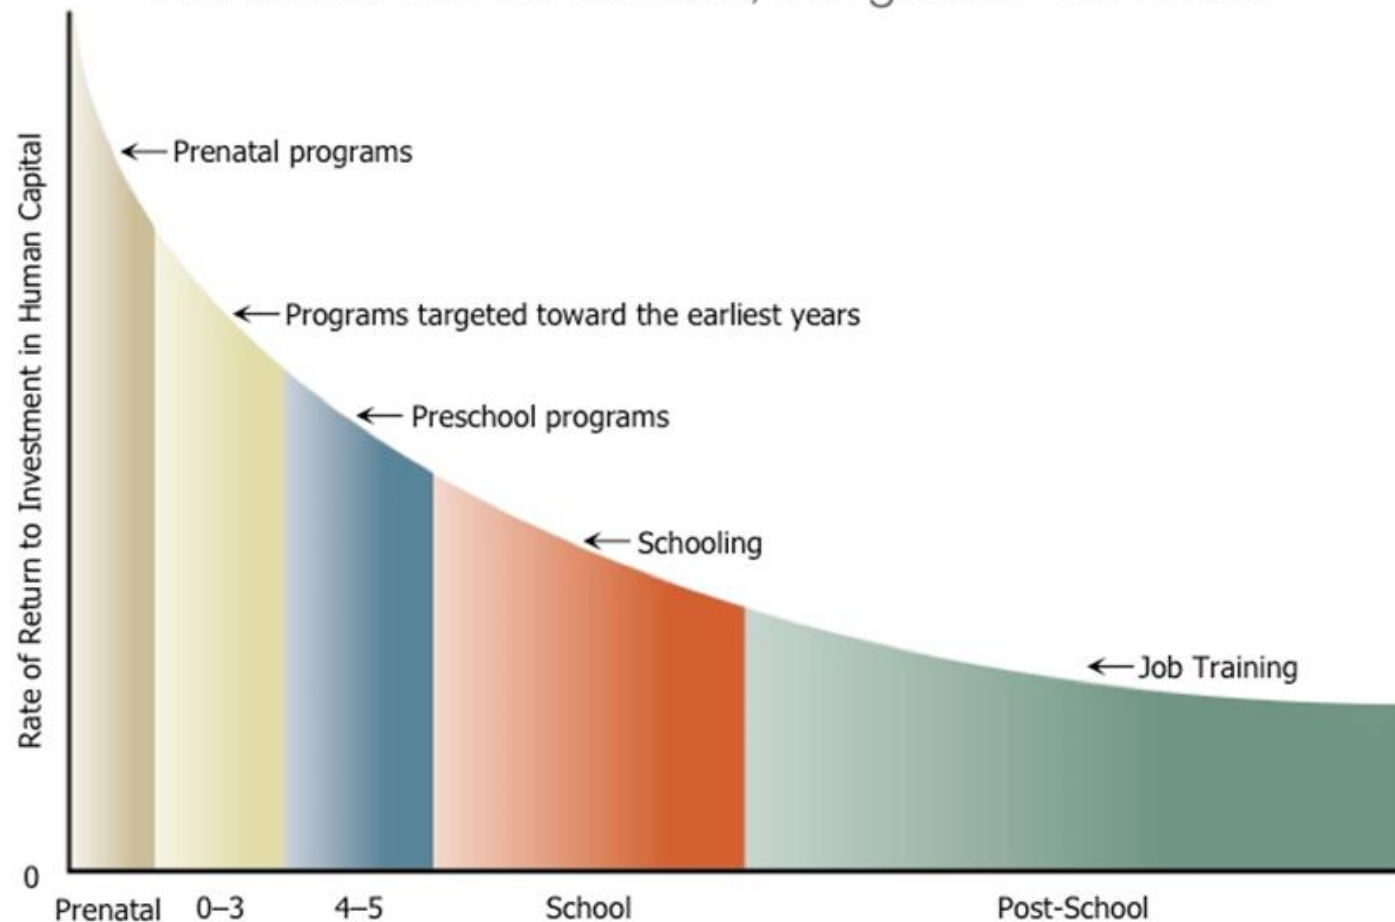 Prenatal programs
Programs targeted toward the earliest years
Preschool programs
Schooling
Job Training
Rate of Return to Investment in Human Capital
0
Prenatal 0–3 4–5 School Post-School